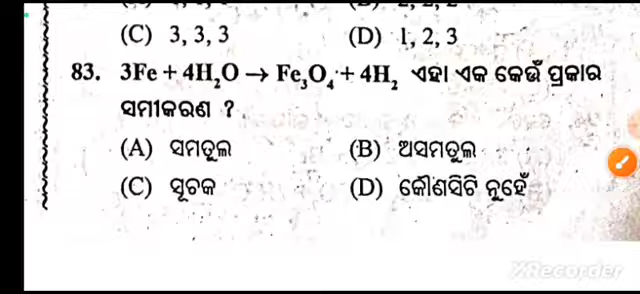 (C) 3, 3, 3 (D) 1, 2, 3
83. 3Fe + 4H₂O → Fe₃O₄ + 4H₂ ଏହା ଏକ କେଉଁ ପ୍ରକାର
ସମୀକରଣ ?
(A) ସମତୁଲ (B) ଅସମତୁଲ
(C) ସୂଚକ (D) କୌଣସିଟି ନୁହେଁ
XRecorder